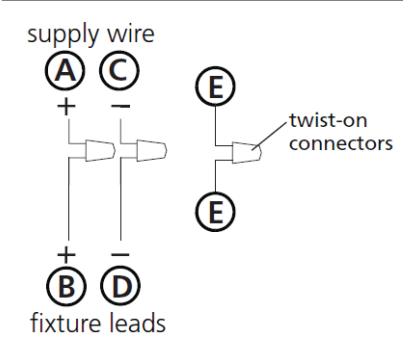 supply wire
A C
+ −
E
twist-on
connectors
E
+ −
B D
fixture leads